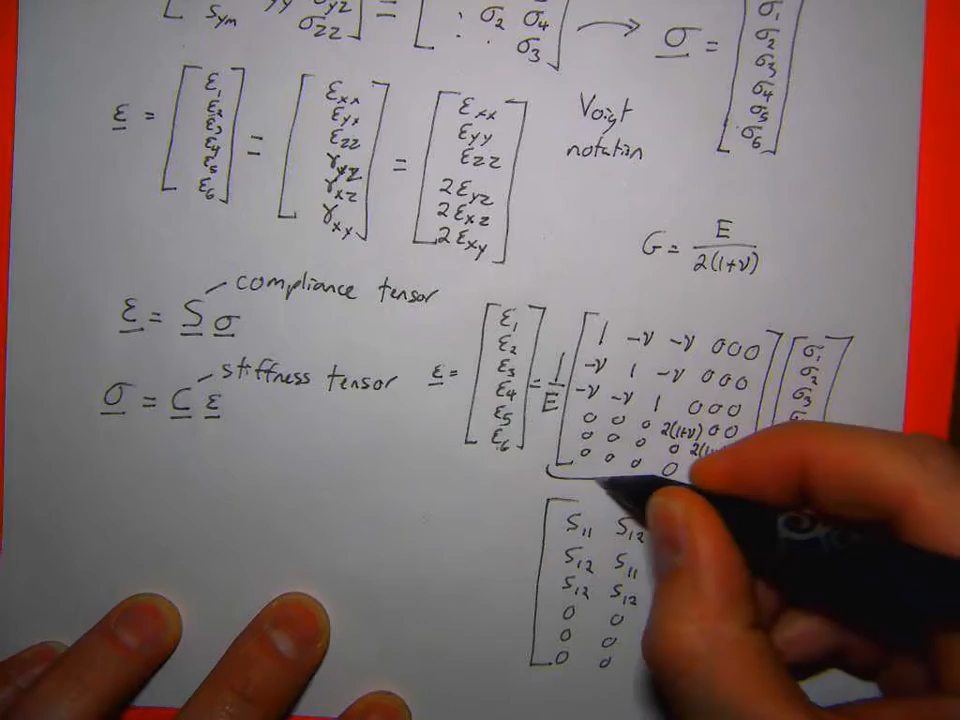 [ Sym yy σyz σzz ] = [ : . . σ2 σ4 σ3 ] → σ = [ σ1 σ2 σ3 σ4 σ5 σ6 ]
ε = [ ε1 ε2 ε3 ε4 ε5 ε6 ] = [ εxx εyx εzz γyz γxz γxy ] = [ εxx εyy εzz 2εyz 2εxz 2εxy ]
Voigt
notation
G = E / 2(1+ν)
ε = S σ
compliance tensor
σ = C ε
stiffness tensor
ε = [ ε1 ε2 ε3 ε4 ε5 ε6 ] = 1/E
1 -ν -ν 0 0 0
-ν 1 -ν 0 0 0
-ν -ν 1 0 0 0
0 0 0 2(1+ν) 0 0
0 0 0 0 2(1
0 0 0 0
σ1
σ2
σ3
S11 S12
S12 S11
S12 S12
0 0
0 0
0 0